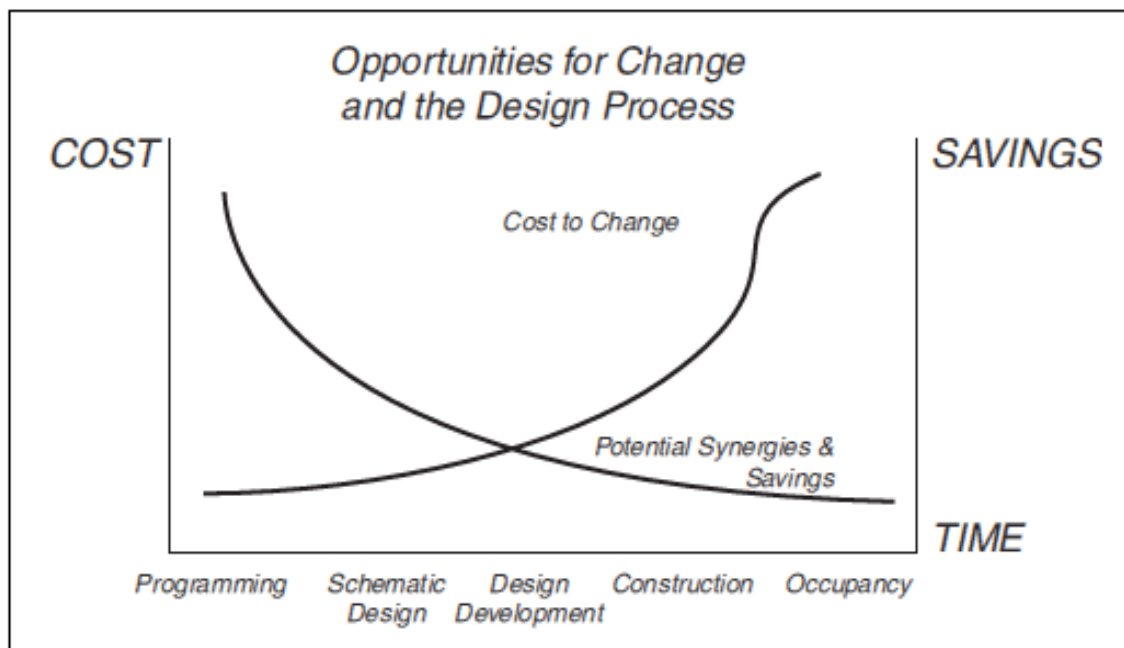 Opportunities for Change
and the Design Process
COST
SAVINGS
Cost to Change
Potential Synergies &
Savings
TIME
Programming
Schematic
Design
Design
Development
Construction
Occupancy